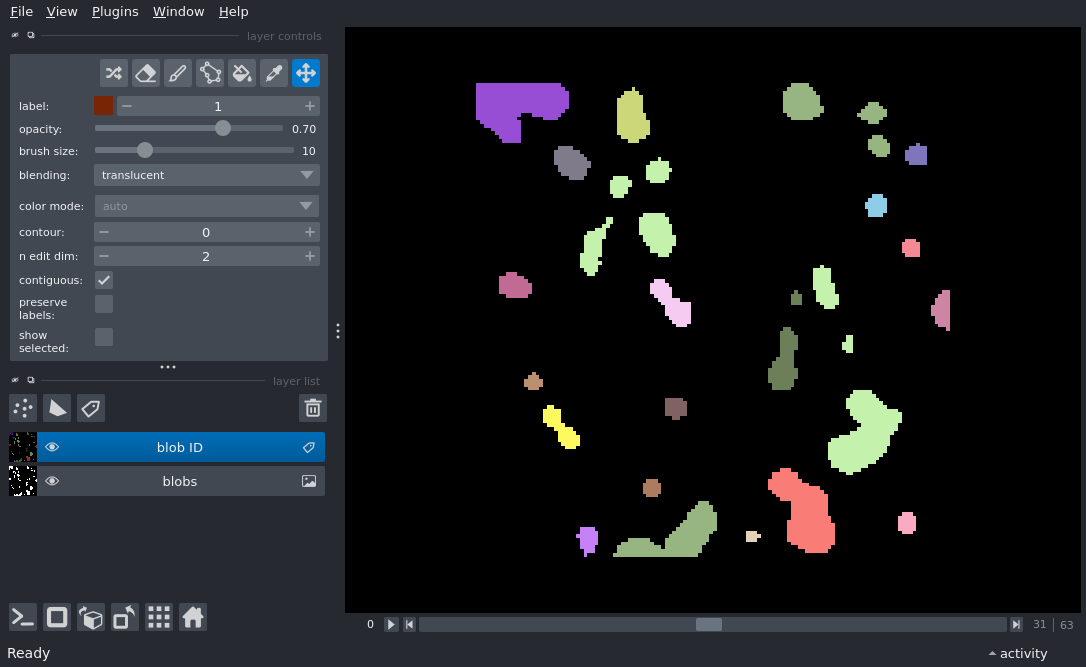 File View Plugins Window Help
layer controls
label: 1
opacity: 0.70
brush size: 10
blending: translucent
color mode: auto
contour: 0
n edit dim: 2
contiguous:
preserve
labels:
show
selected:
layer list
blob ID
blobs
0 31 63
Ready activity